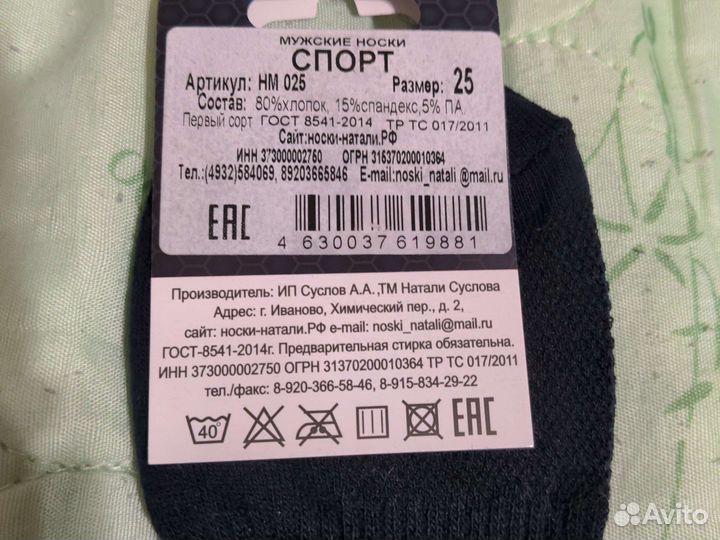 МУЖСКИЕ НОСКИ
СПОРТ
Артикул: НМ 025 Размер: 25
Состав: 80%хлопок, 15%спандекс,5% ПА
Первый сорт ГОСТ 8541-2014 ТР ТС 017/2011
Сайт:носки-натали.РФ
ИНН 373000002760 ОГРН 316370200010364
Тел.:(4932)584069, 89203665846 E-mail:noski_natali @mail.ru
ЕАС
4 630037 619881
Производитель: ИП Суслов А.А.,ТМ Натали Суслова
Адрес: г. Иваново, Химический пер., д. 2,
сайт: носки-натали.РФ e-mail: noski_natali@mail.ru
ГОСТ-8541-2014г. Предварительная стирка обязательна.
ИНН 373000002750 ОГРН 31370200010364 ТР ТС 017/2011
тел./факс: 8-920-366-58-46, 8-915-834-29-22
40° ЕАС
Avito